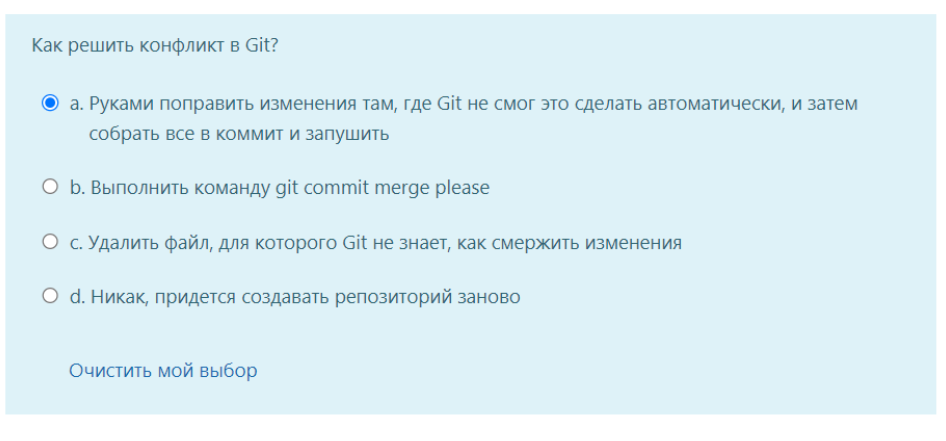 Как решить конфликт в Git?
a. Руками поправить изменения там, где Git не смог это сделать автоматически, и затем
собрать все в коммит и запушить
b. Выполнить команду git commit merge please
c. Удалить файл, для которого Git не знает, как смержить изменения
d. Никак, придется создавать репозиторий заново
Очистить мой выбор